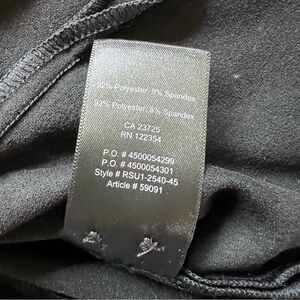 92% Polyester 8% Spandex
92% Polyester, 8% Spandex
CA 23725
RN 122354
P.O. # 4500054299
P.O. # 4500054301
Style # RSU1-2540-45
Article # 59091